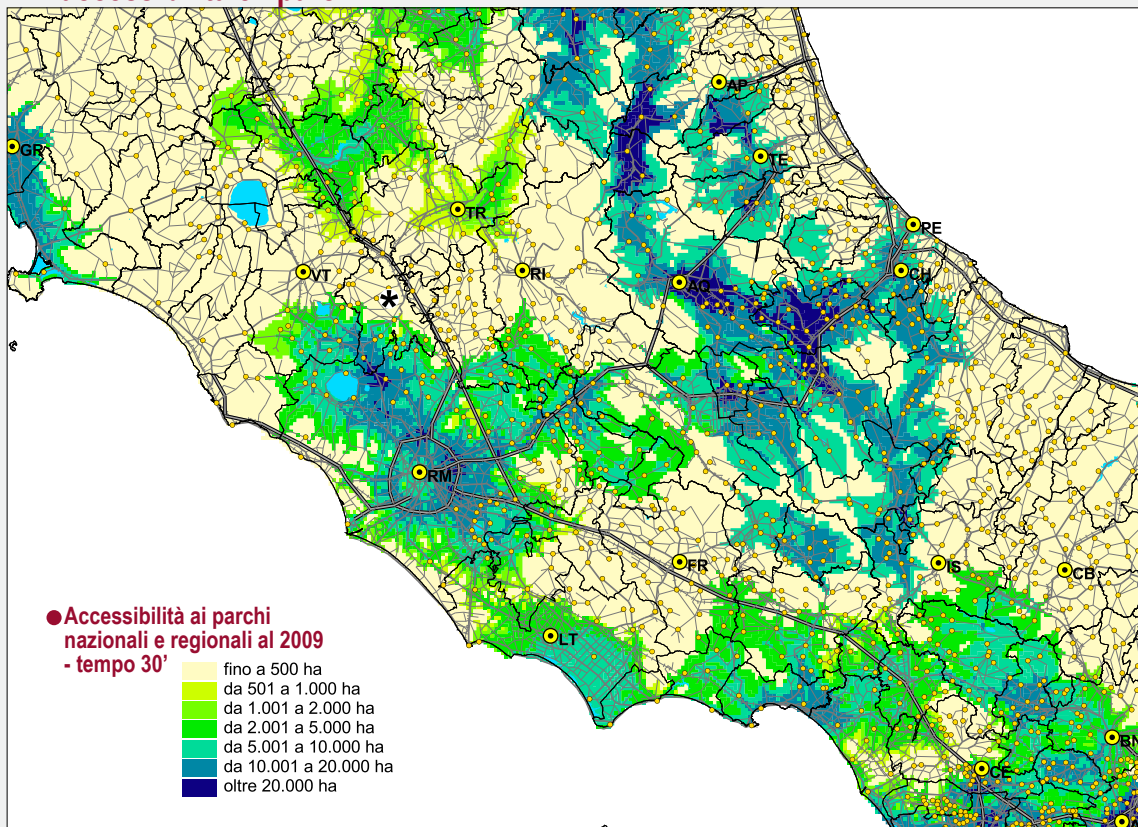 AP
GR
TE
TR
PE
VT
RI
AQ
CH
*
RM
FR
IS
CB
LT
BN
CE
Accessibilità ai parchi
nazionali e regionali al 2009
- tempo 30'
fino a 500 ha
da 501 a 1.000 ha
da 1.001 a 2.000 ha
da 2.001 a 5.000 ha
da 5.001 a 10.000 ha
da 10.001 a 20.000 ha
oltre 20.000 ha